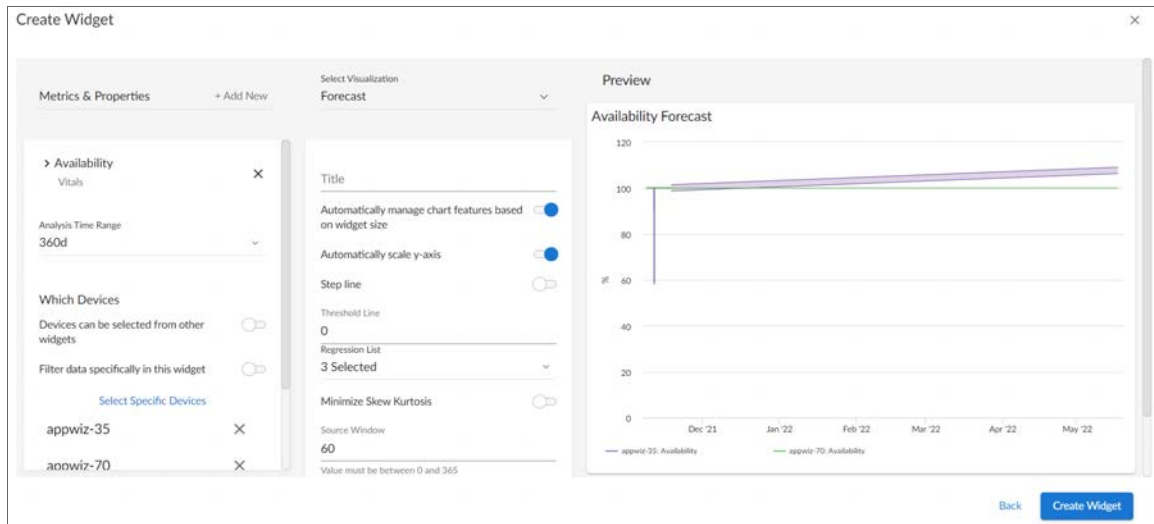 Create Widget
Metrics & Properties
+ Add New
Availability
Vitals
Analysis Time Range
360d
Which Devices
Devices can be selected from other
widgets
Filter data specifically in this widget
Select Specific Devices
appwiz-35
appwiz-70
Select Visualization
Forecast
Title
Automatically manage chart features based
on widget size
Automatically scale y-axis
Step line
Threshold Line
0
Regression List
3 Selected
Minimize Skew Kurtosis
Source Window
60
Value must be between 0 and 365
Preview
Availability Forecast
120
100
80
60
40
20
0
%
Dec '21 Jan '22 Feb '22 Mar '22 Apr '22 May '22
appwiz-35: Availability appwiz-70: Availability
Back Create Widget